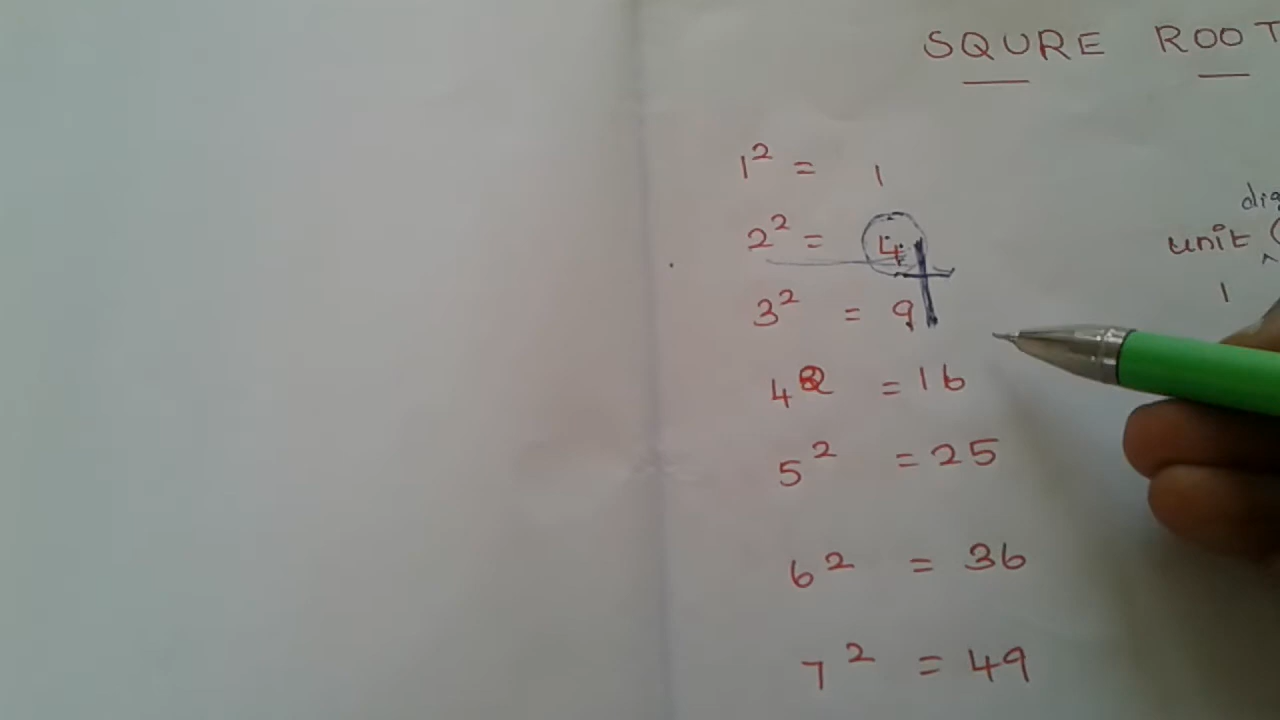 SQURE ROOT
1² = 1
2² = 4
3² = 9
4² = 16
5² = 25
6² = 36
7² = 49
unit
1